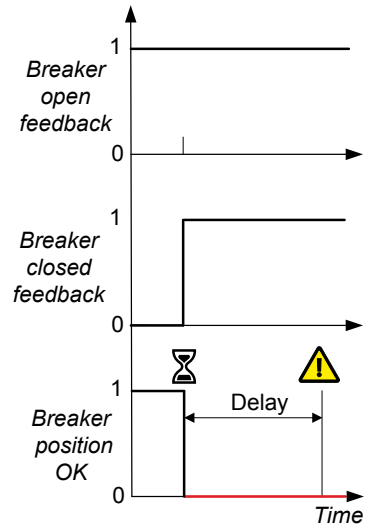 1
Breaker
open
feedback
0
1
Breaker
closed
feedback
0
1
Delay
Breaker
position
OK
0
Time